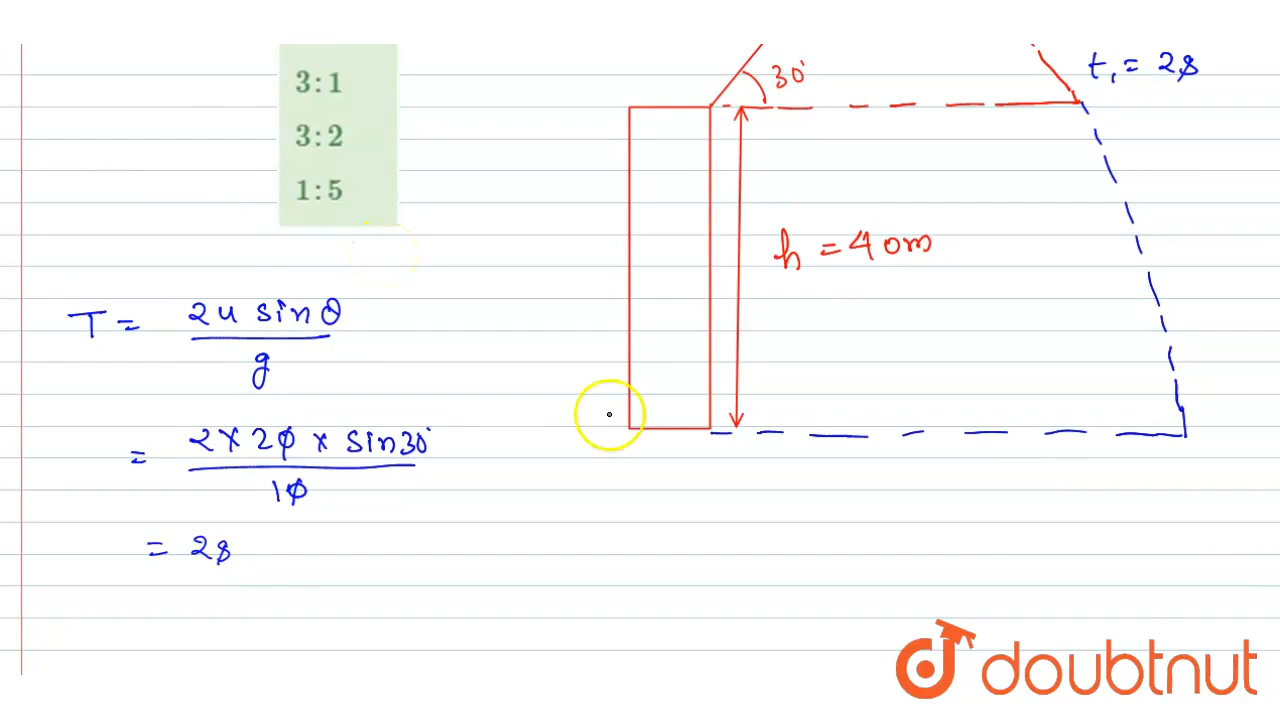 3 : 1
3 : 2
1 : 5
30°
t₁ = 2s
h = 40m
T = 2u sinθ
g
= 2 × 20 × sin30°
10
= 2s
doubtnut